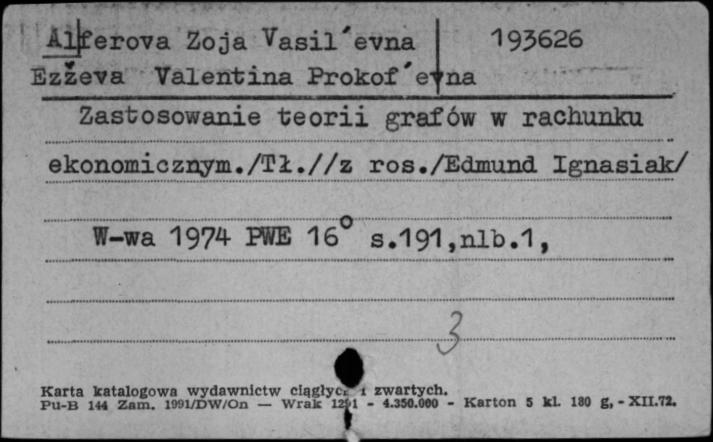 Alferova Zoja Vasil´evna 193626
Ezżeva Valentina Prokof´evna
Zastosowanie teorii grafów w rachunku
ekonomicznym./Tł.//z ros./Edmund Ignasiak/
W-wa 1974 PWE 16° s.191,nlb.1,
3
Karta katalogowa wydawnictw ciągłych i zwartych.
Pu-B 144 Zam. 1991/DW/On — Wrak 1291 - 4.350.000 - Karton 5 kl. 180 g, - XII.72.